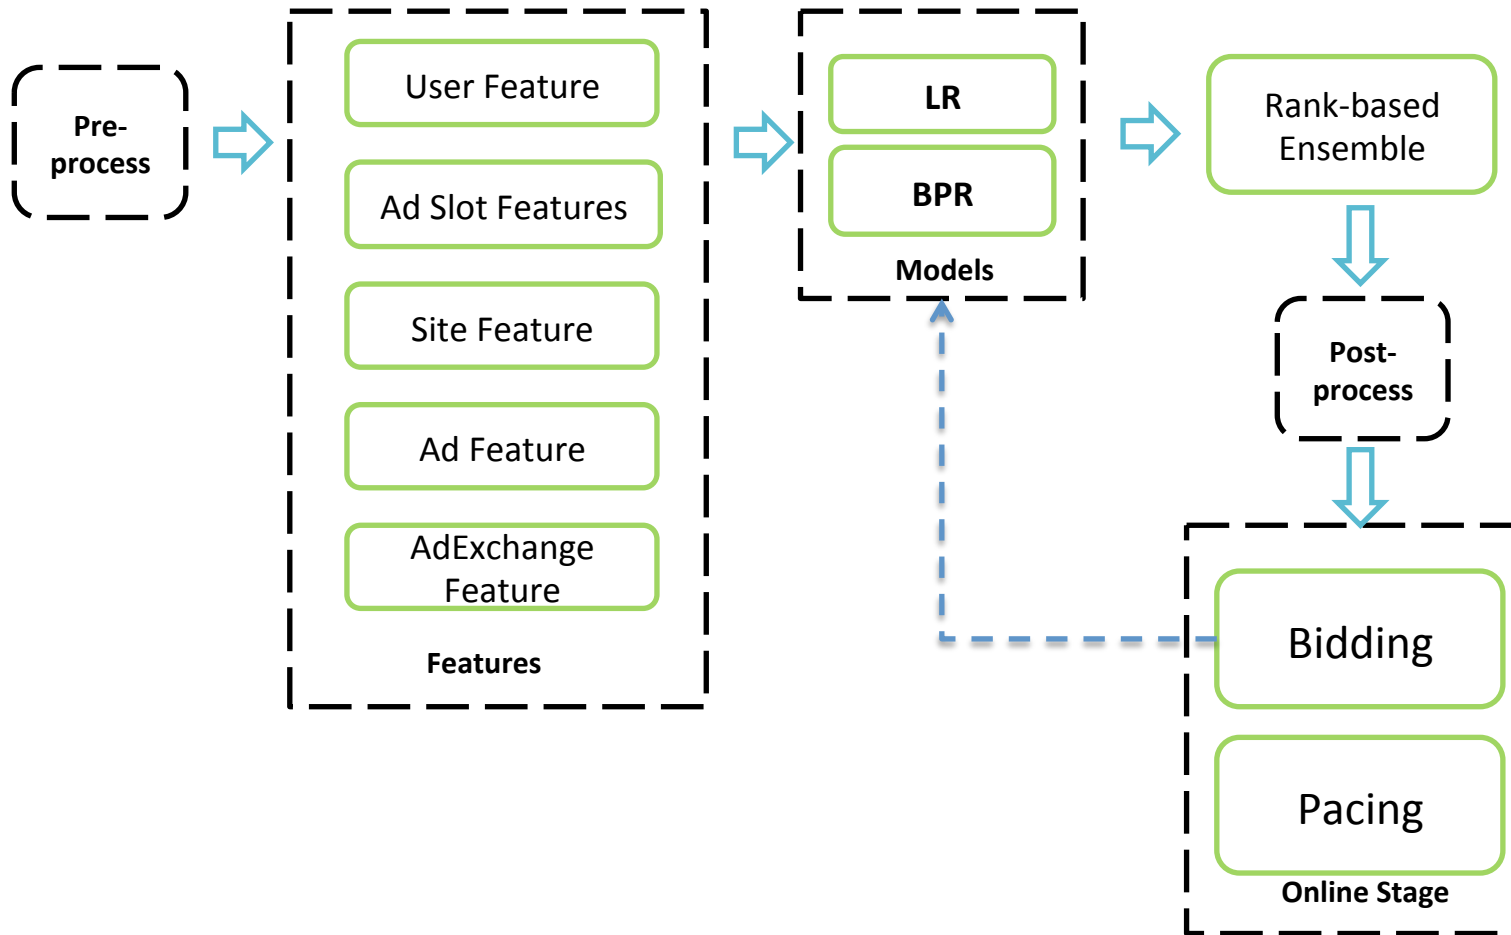 Pre-
process
User Feature
Ad Slot Features
Site Feature
Ad Feature
AdExchange
Feature
Features
LR
BPR
Models
Rank-based
Ensemble
Post-
process
Bidding
Pacing
Online Stage